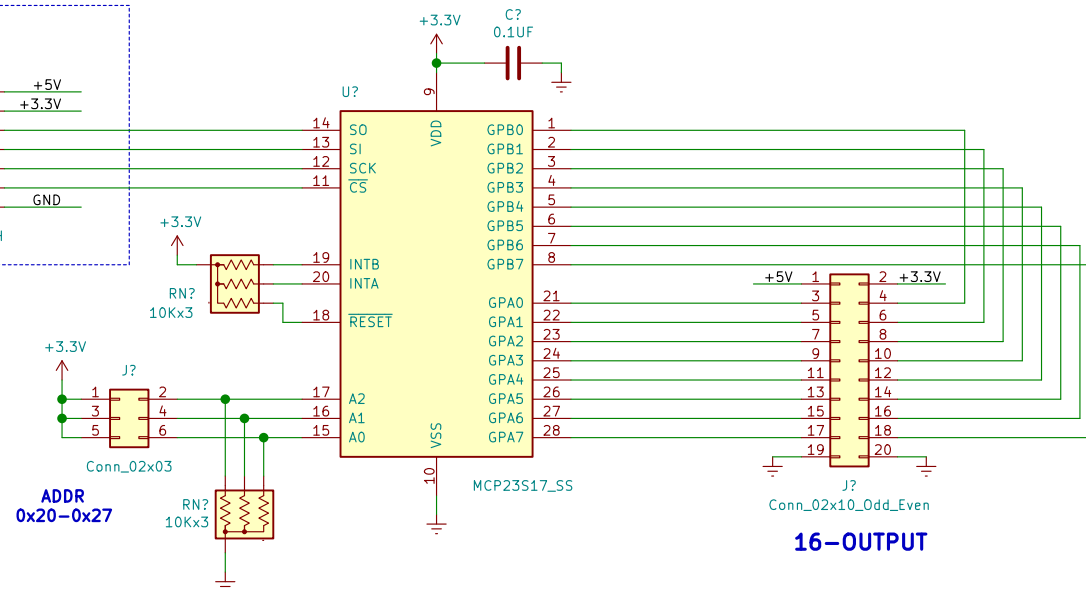 +5V
+3.3V
GND
+3.3V
C?
0.1UF
U?
9
VDD
14 SO
13 SI
12 SCK
11 CS
19 INTB
20 INTA
18 RESET
17 A2
16 A1
15 A0
GPB0 1
GPB1 2
GPB2 3
GPB3 4
GPB4 5
GPB5 6
GPB6 7
GPB7 8
GPA0 21
GPA1 22
GPA2 23
GPA3 24
GPA4 25
GPA5 26
GPA6 27
GPA7 28
VSS
10
MCP23S17_SS
+3.3V
RN?
10Kx3
+3.3V
J?
1 2
3 4
5 6
Conn_02x03
ADDR
0x20-0x27
RN?
10Kx3
+5V 1 2 +3.3V
3 4
5 6
7 8
9 10
11 12
13 14
15 16
17 18
19 20
J?
Conn_02x10_Odd_Even
16-OUTPUT